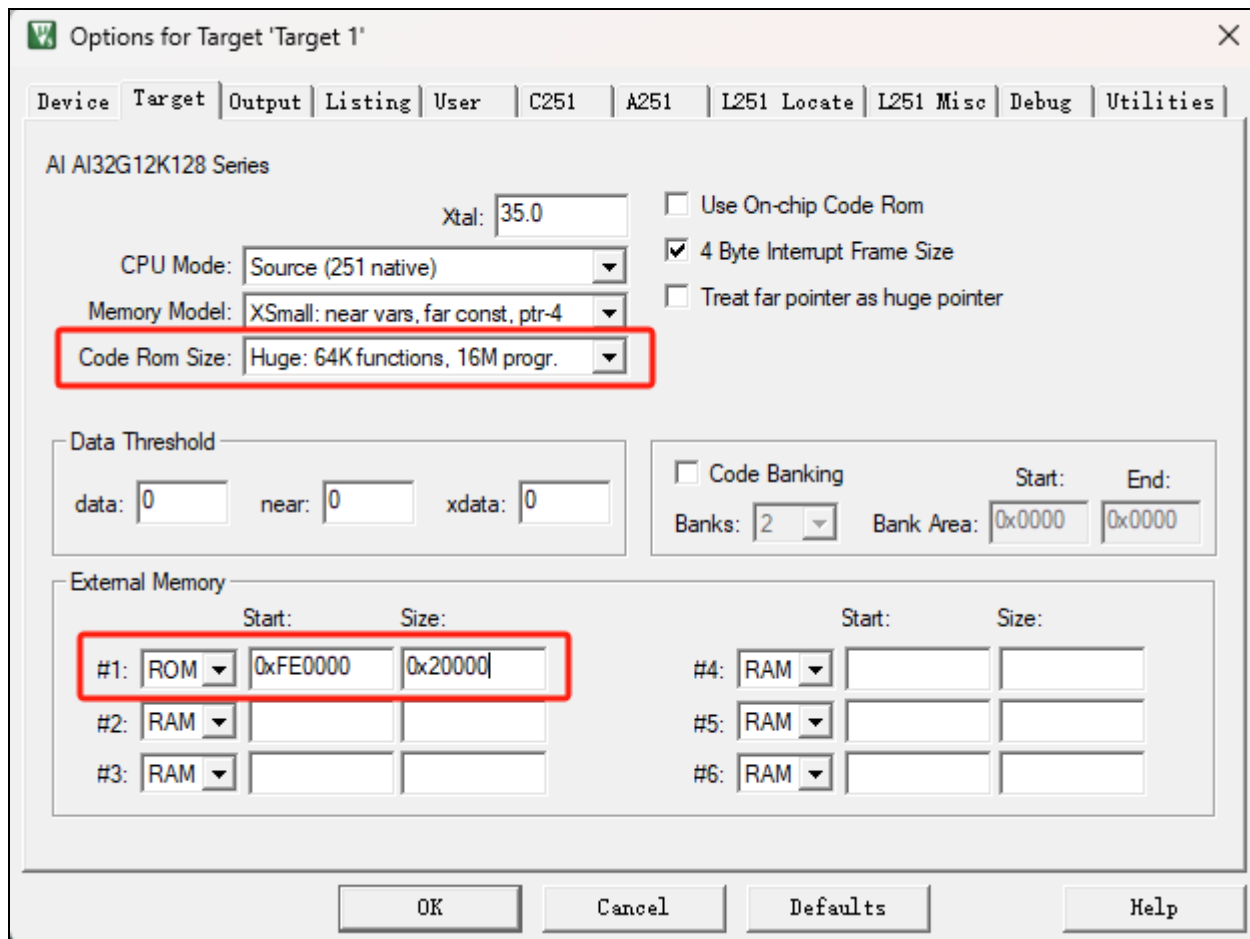 Options for Target 'Target 1'
Device Target Output Listing User C251 A251 L251 Locate L251 Misc Debug Utilities
AI AI32G12K128 Series
Xtal: 35.0
Use On-chip Code Rom
CPU Mode: Source (251 native)
4 Byte Interrupt Frame Size
Memory Model: XSmall: near vars, far const, ptr-4
Treat far pointer as huge pointer
Code Rom Size: Huge: 64K functions, 16M progr.
Data Threshold
data: 0 near: 0 xdata: 0
Code Banking Start: End:
Banks: 2 Bank Area: 0x0000 0x0000
External Memory
Start: Size: Start: Size:
#1: ROM 0xFE0000 0x20000 #4: RAM
#2: RAM #5: RAM
#3: RAM #6: RAM
OK Cancel Defaults Help